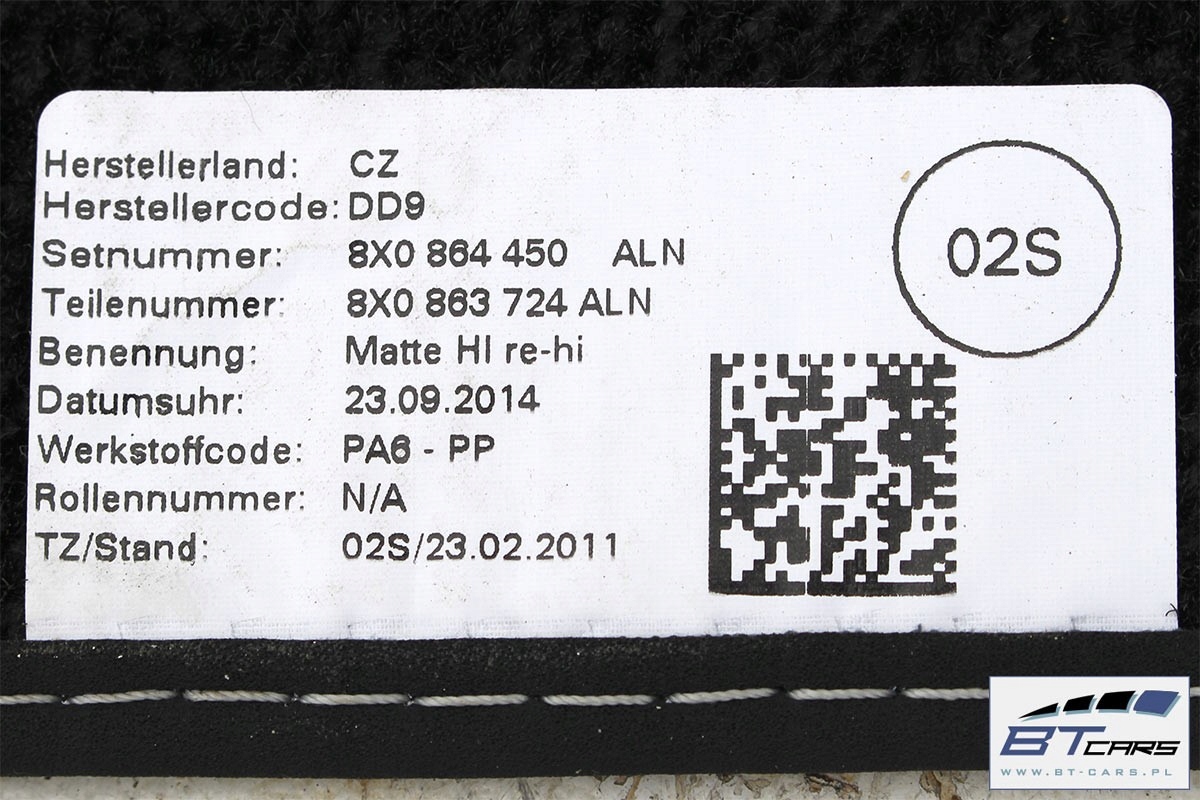 Herstellerland: CZ
Herstellercode: DD9
Setnummer: 8X0 864 450 ALN
Teilenummer: 8X0 863 724 ALN
Benennung: Matte HI re-hi
Datumsuhr: 23.09.2014
Werkstoffcode: PA6 - PP
Rollennummer: N/A
TZ/Stand: 02S/23.02.2011
02S
BTCARS
WWW.BT-CARS.PL